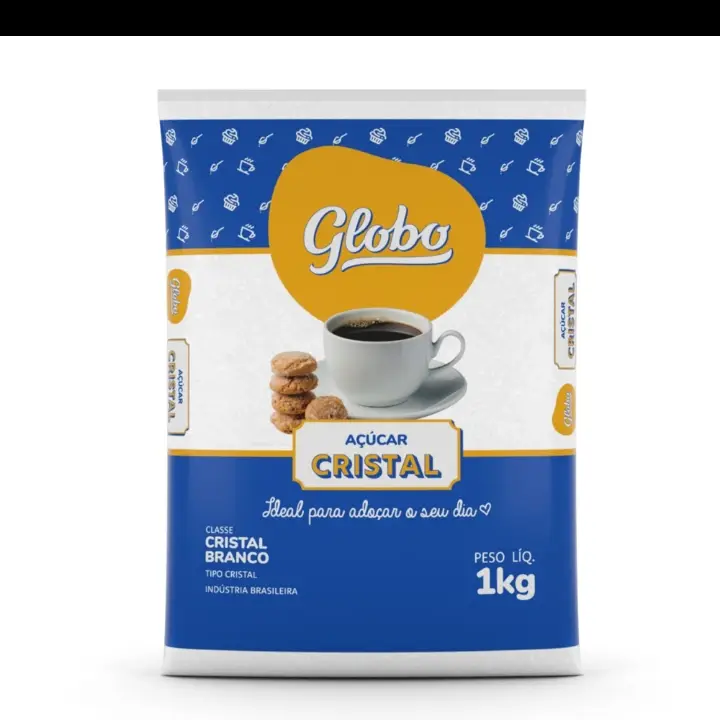 Globo
AÇÚCAR
CRISTAL
Ideal para adoçar o seu dia
CLASSE
CRISTAL
BRANCO
TIPO CRISTAL
INDÚSTRIA BRASILEIRA
PESO LÍQ.
1kg
Globo
AÇÚCAR
CRISTAL
AÇÚCAR
CRISTAL
Globo